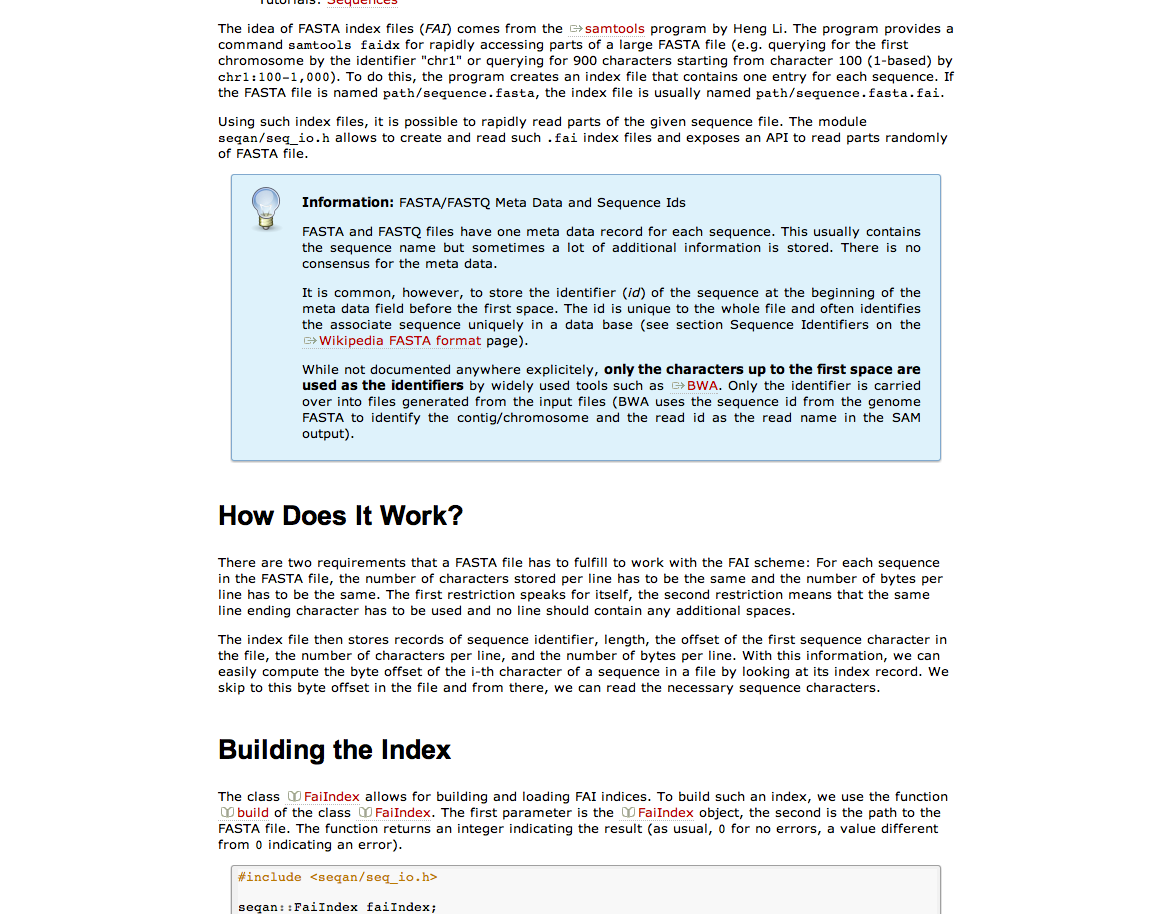 Tutorials: Sequences
The idea of FASTA index files (FAI) comes from the samtools program by Heng Li. The program provides a
command samtools faidx for rapidly accessing parts of a large FASTA file (e.g. querying for the first
chromosome by the identifier "chr1" or querying for 900 characters starting from character 100 (1-based) by
chr1:100-1,000). To do this, the program creates an index file that contains one entry for each sequence. If
the FASTA file is named path/sequence.fasta, the index file is usually named path/sequence.fasta.fai.
Using such index files, it is possible to rapidly read parts of the given sequence file. The module
seqan/seq_io.h allows to create and read such .fai index files and exposes an API to read parts randomly
of FASTA file.
Information: FASTA/FASTQ Meta Data and Sequence Ids
FASTA and FASTQ files have one meta data record for each sequence. This usually contains
the sequence name but sometimes a lot of additional information is stored. There is no
consensus for the meta data.
It is common, however, to store the identifier (id) of the sequence at the beginning of the
meta data field before the first space. The id is unique to the whole file and often identifies
the associate sequence uniquely in a data base (see section Sequence Identifiers on the
Wikipedia FASTA format page).
While not documented anywhere explicitly, only the characters up to the first space are
used as the identifiers by widely used tools such as BWA. Only the identifier is carried
over into files generated from the input files (BWA uses the sequence id from the genome
FASTA to identify the contig/chromosome and the read id as the read name in the SAM
output).
How Does It Work?
There are two requirements that a FASTA file has to fulfill to work with the FAI scheme: For each sequence
in the FASTA file, the number of characters stored per line has to be the same and the number of bytes per
line has to be the same. The first restriction speaks for itself, the second restriction means that the same
line ending character has to be used and no line should contain any additional spaces.
The index file then stores records of sequence identifier, length, the offset of the first sequence character in
the file, the number of characters per line, and the number of bytes per line. With this information, we can
easily compute the byte offset of the i-th character of a sequence in a file by looking at its index record. We
skip to this byte offset in the file and from there, we can read the necessary sequence characters.
Building the Index
The class FaiIndex allows for building and loading FAI indices. To build such an index, we use the function
build of the class FaiIndex. The first parameter is the FaiIndex object, the second is the path to the
FASTA file. The function returns an integer indicating the result (as usual, 0 for no errors, a value different
from 0 indicating an error).
#include <seqan/seq_io.h>
seqan::FaiIndex faiIndex;